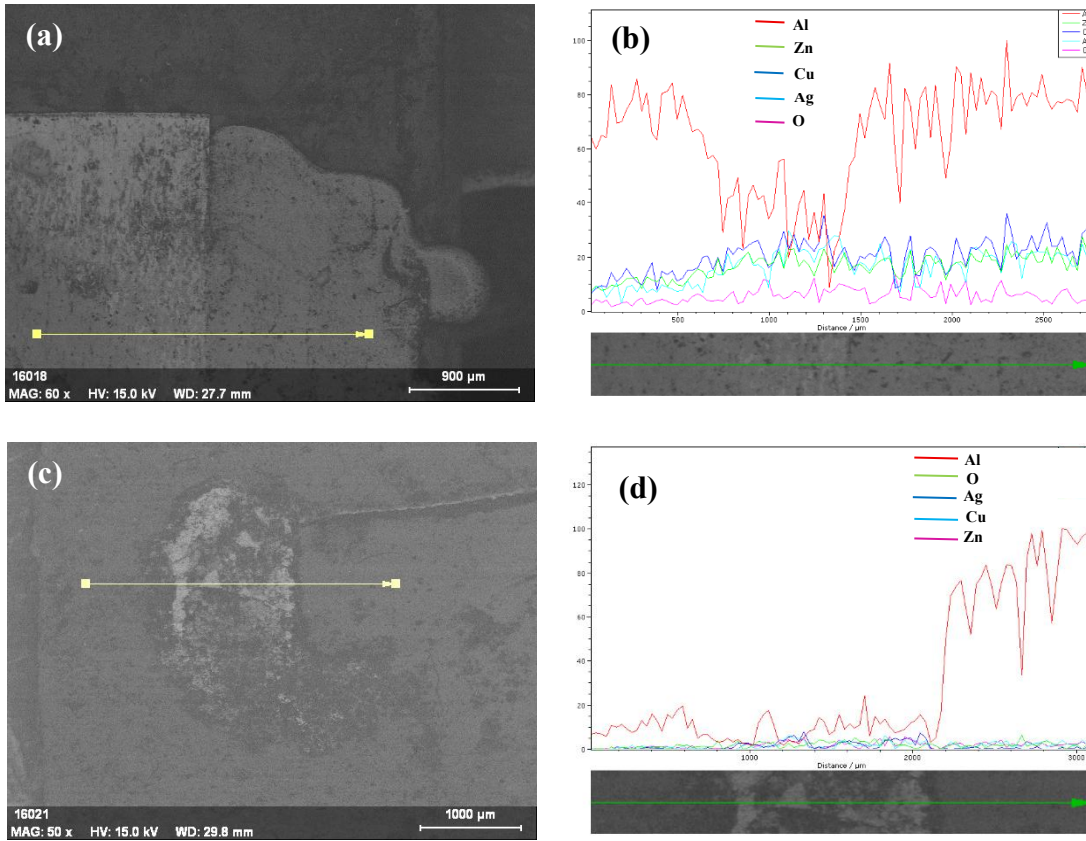 (a)
16018
MAG: 60 x HV: 15.0 kV WD: 27.7 mm
900 µm
(b)
Al
Zn
Cu
Ag
O
100
80
60
40
20
0
500
1000
1500
2000
2500
Distance / µm
(c)
16021
MAG: 50 x HV: 15.0 kV WD: 29.8 mm
1000 µm
(d)
Al
O
Ag
Cu
Zn
120
100
80
60
40
20
0
1000
2000
3000
Distance / µm